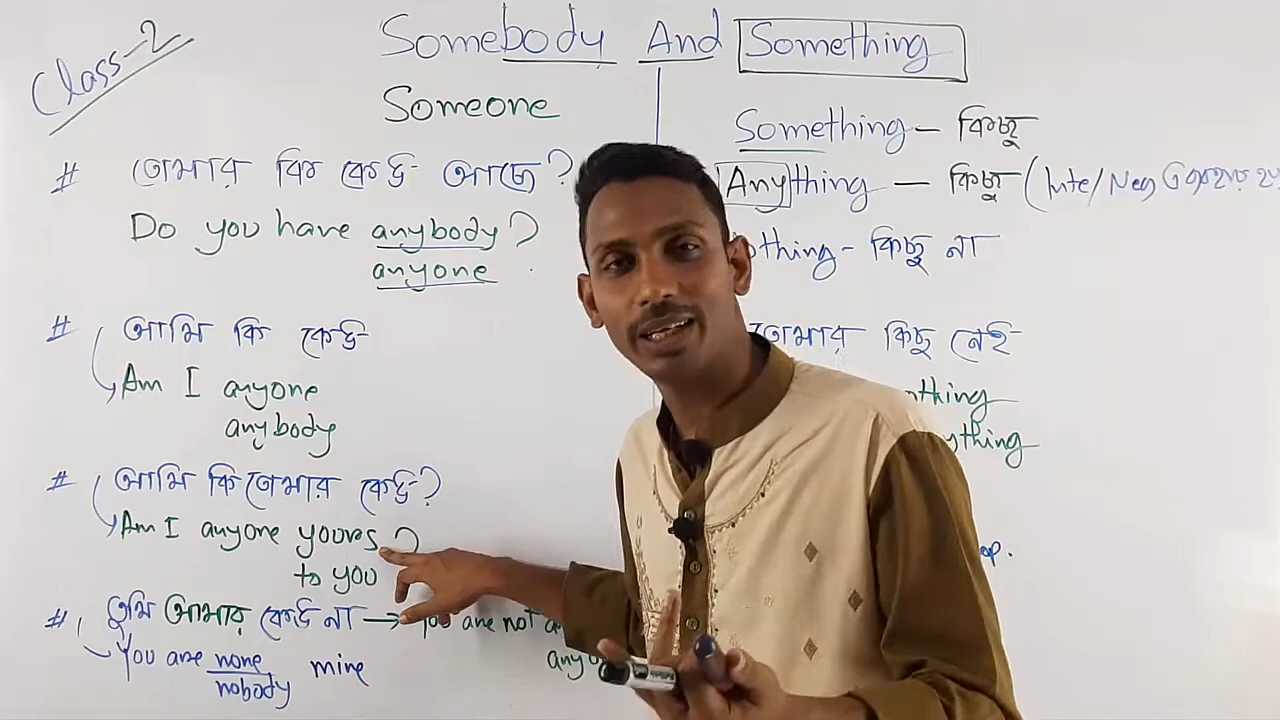 Class-2
Somebody And Something
Someone
# তোমার কি কেউ আছে?
Do you have anybody?
anyone
# আমি কি কেউ
Am I anyone
anybody
# আমি কি তোমার কেউ?
Am I anyone yours?
to you
# তুমি আমার কেউ না → You are not
You are none mine
nobody
Something - কিছু
Anything - কিছু (Inte/Neg
কিছু না
তোমার কিছু নেই